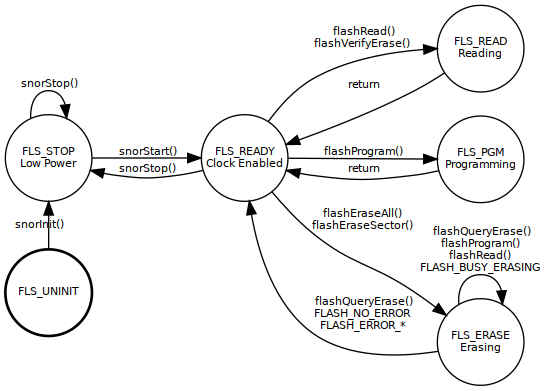 flashRead()
flashVerifyErase()
FLS_READ
Reading
return
snorStop()
FLS_STOP
Low Power
snorStart()
snorStop()
FLS_READY
Clock Enabled
flashProgram()
return
FLS_PGM
Programming
snorInit()
FLS_UNINIT
flashEraseAll()
flashEraseSector()
flashQueryErase()
flashProgram()
flashRead()
FLASH_BUSY_ERASING
flashQueryErase()
FLASH_NO_ERROR
FLASH_ERROR_*
FLS_ERASE
Erasing